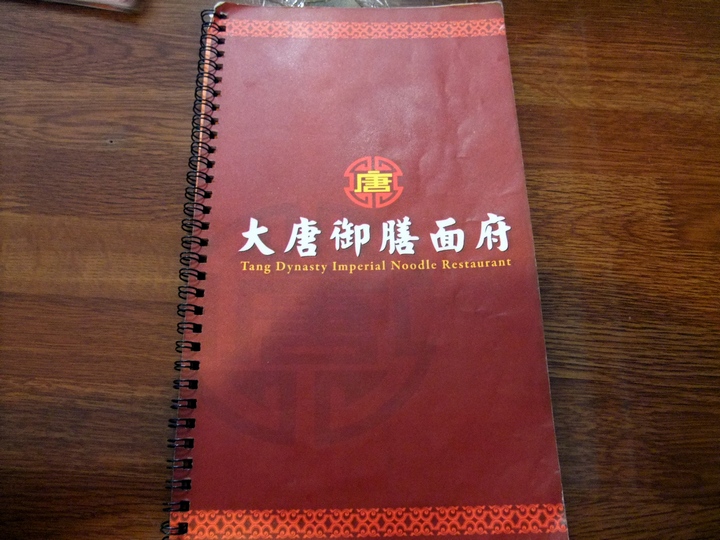 唐
大唐御膳面府
Tang Dynasty Imperial Noodle Restaurant